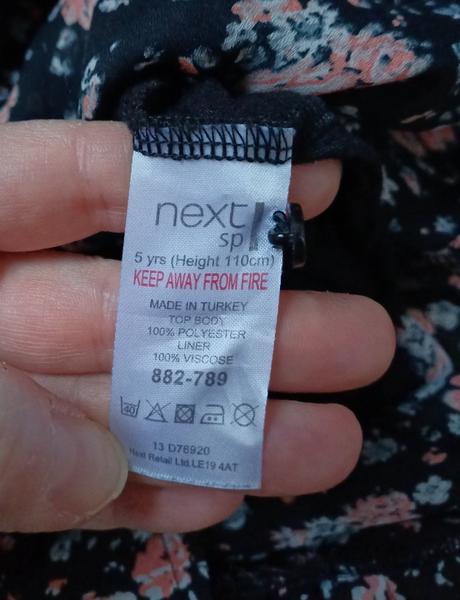 next
sp
5 yrs (Height 110cm)
KEEP AWAY FROM FIRE
MADE IN TURKEY
TOP BODY
100% POLYESTER
LINER
100% VISCOSE
882-789
40
13 D76920
Next Retail Ltd.LE19 4AT